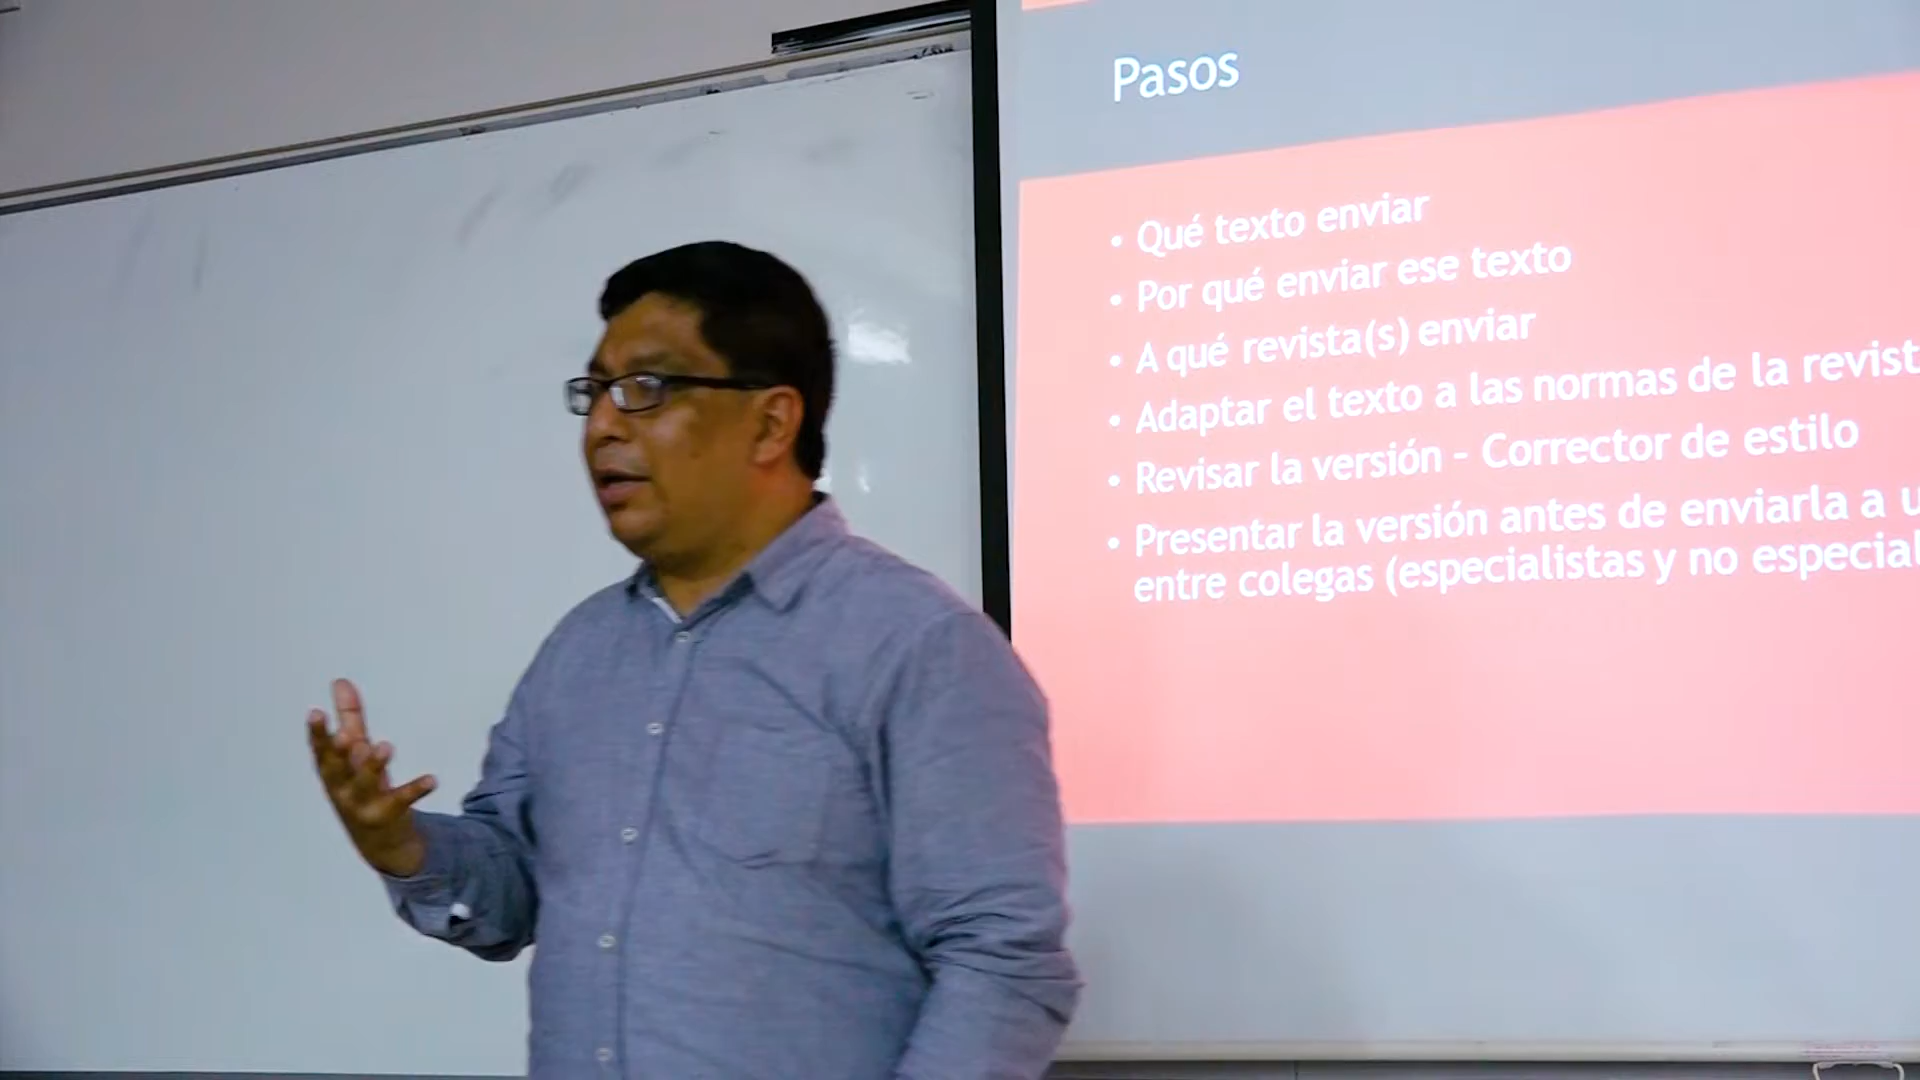 Pasos
• Qué texto enviar
• Por qué enviar ese texto
• A qué revista(s) enviar
• Adaptar el texto a las normas de la revist
• Revisar la versión - Corrector de estilo
• Presentar la versión antes de enviarla a u
entre colegas (especialistas y no especial